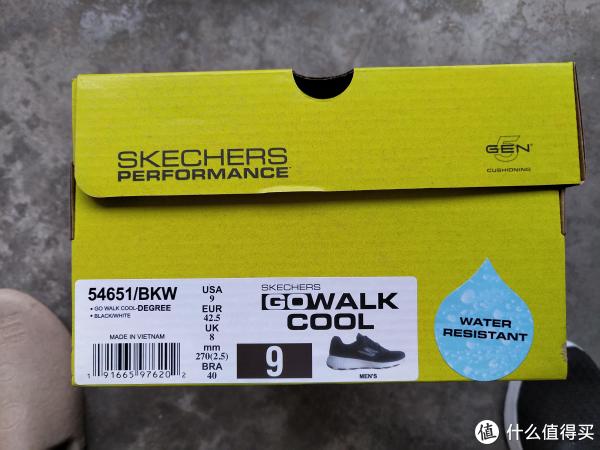 SKECHERS
PERFORMANCE
5
GEN
CUSHIONING
54651/BKW
• GO WALK COOL-DEGREE
• BLACK/WHITE
MADE IN VIETNAM
1 91665 97620 2
USA
9
EUR
42.5
UK
8
mm
270(2.5)
BRA
40
SKECHERS
GOWALK
COOL
9
MEN'S
WATER
RESISTANT
值 什么值得买